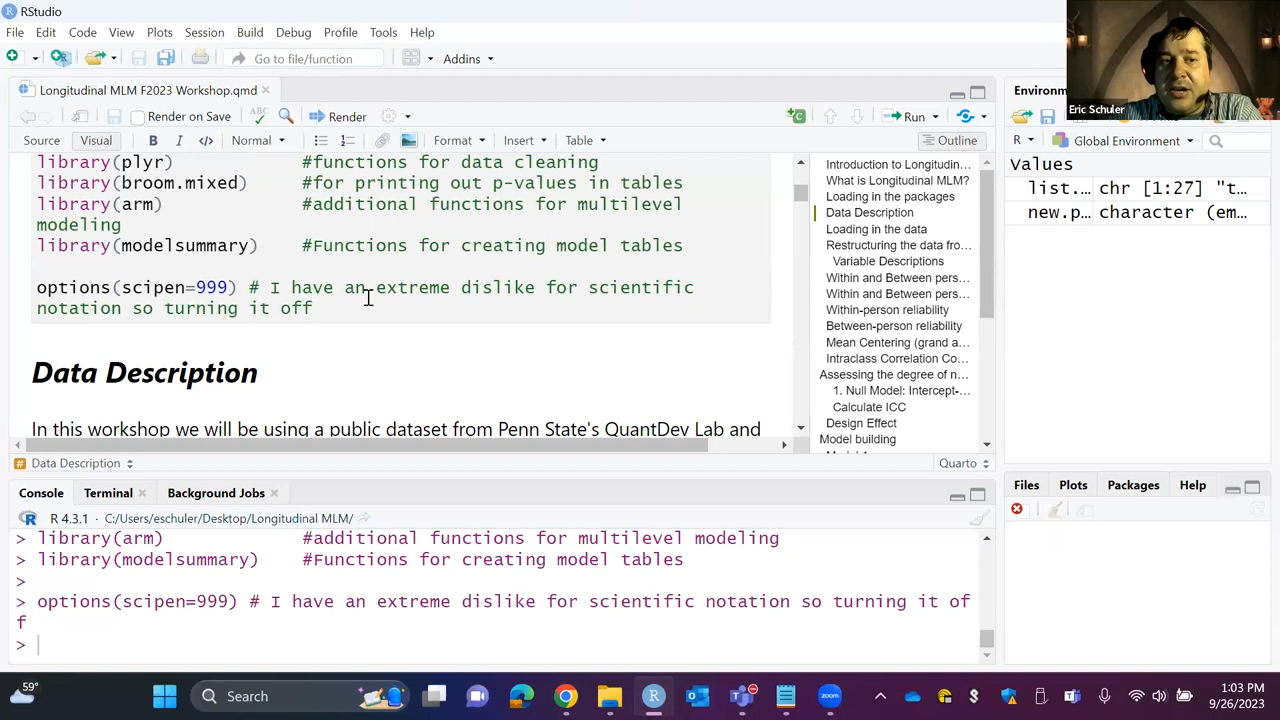 RStudio
File Edit Code View Plots Session Build Debug Profile Tools Help
Go to file/function Addins
Eric Schuler
Longitudinal MLM F2023 Workshop.qmd
Render on Save Render Run
Source Visual B I </> Normal Format Insert Table Outline
library(plyr) #functions for data cleaning
library(broom.mixed) #for printing out p-values in tables
library(arm) #additional functions for multilevel
modeling
library(modelsummary) #Functions for creating model tables
options(scipen=999) # I have an extreme dislike for scientific
notation so turning it off
Data Description
In this workshop we will be using a public dataset from Penn State's QuantDev Lab and
Data Description Quarto
Introduction to Longitudin...
What is Longitudinal MLM?
Loading in the packages
Data Description
Loading in the data
Restructuring the data fro...
Variable Descriptions
Within and Between pers...
Within and Between pers...
Within-person reliability
Between-person reliability
Mean Centering (grand a...
Intraclass Correlation Co...
Assessing the degree of n...
1. Null Model: Intercept-...
Calculate ICC
Design Effect
Model building
Console Terminal Background Jobs
R 4.3.1 · C:/Users/eschuler/Desktop/Longitudinal MLM/
> library(arm) #additional functions for multilevel modeling
> library(modelsummary) #Functions for creating model tables
>
> options(scipen=999) # I have an extreme dislike for scientific notation so turning it of
f
>
R Global Environment
Values
list.... chr [1:27] "t...
new.p... character (em...
Files Plots Packages Help
59°
Search
1:03 PM
9/26/2023